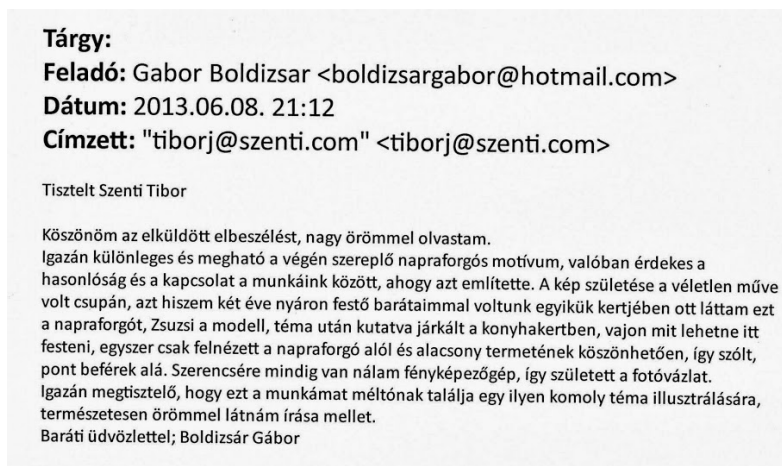 Tárgy:
Feladó: Gabor Boldizsar <boldizsargabor@hotmail.com>
Dátum: 2013.06.08. 21:12
Címzett: "tiborj@szenti.com" <tiborj@szenti.com>
Tisztelt Szenti Tibor
Köszönöm az elküldött elbeszélést, nagy örömmel olvastam.
Igazán különleges és megható a végén szereplő napraforgós motívum, valóban érdekes a
hasonlóság és a kapcsolat a munkáink között, ahogy azt említette. A kép születése a véletlen műve
volt csupán, azt hiszem két éve nyáron festő barátaimmal voltunk egyikük kertjében ott láttam ezt
a napraforgót, Zsuzsi a modell, téma után kutatva járkált a konyhakertben, vajon mit lehetne itt
festeni, egyszer csak felnézett a napraforgó alól és alacsony termetének köszönhetően, így szólt,
pont beférek alá. Szerencsére mindig van nálam fényképezőgép, így született a fotóvázlat.
Igazán megtisztelő, hogy ezt a munkámat méltónak találja egy ilyen komoly téma illusztrálására,
természetesen örömmel látnám írása mellet.
Baráti üdvözlettel; Boldizsár Gábor